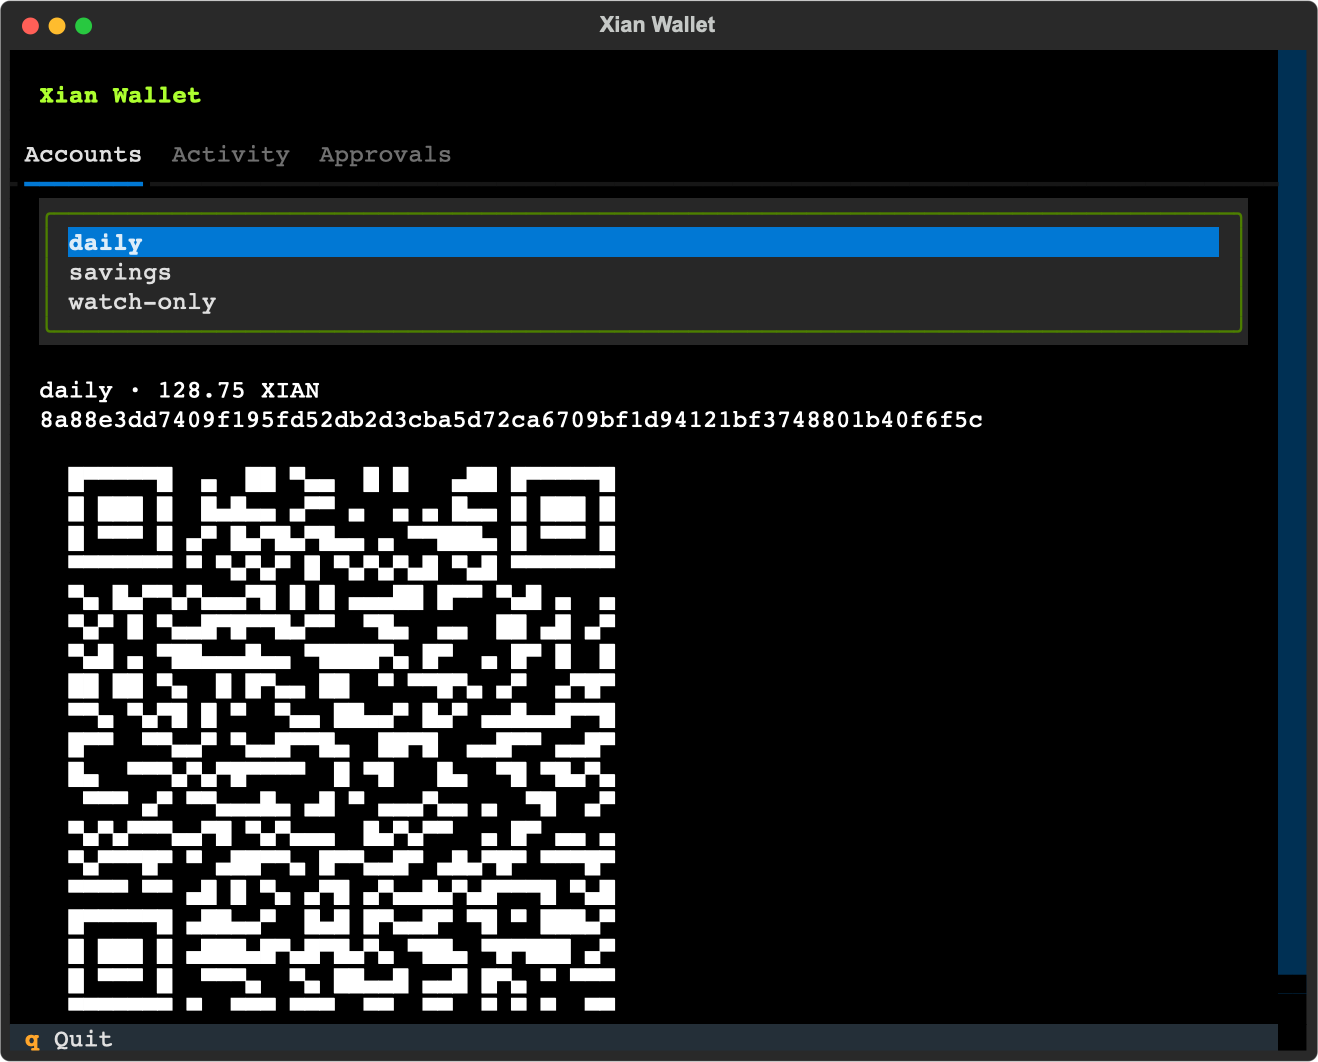 Xian Wallet
Xian Wallet
Accounts Activity Approvals
daily
savings
watch-only
daily · 128.75 XIAN
8a88e3dd7409f195fd52db2d3cba5d72ca6709bf1d94121bf3748801b40f6f5c
q Quit